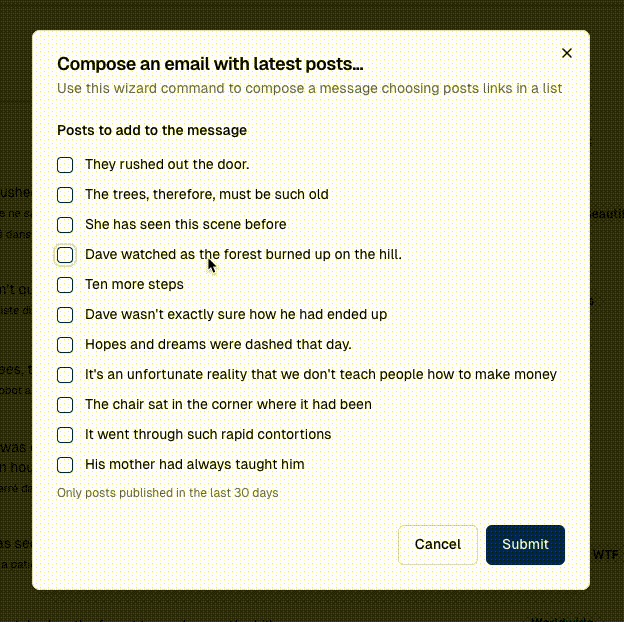 Compose an email with latest posts...
Use this wizard command to compose a message choosing posts links in a list
Posts to add to the message
They rushed out the door.
The trees, therefore, must be such old
She has seen this scene before
Dave watched as the forest burned up on the hill.
Ten more steps
Dave wasn't exactly sure how he had ended up
Hopes and dreams were dashed that day.
It's an unfortunate reality that we don't teach people how to make money
The chair sat in the corner where it had been
It went through such rapid contortions
His mother had always taught him
Only posts published in the last 30 days
Cancel
Submit
WTF